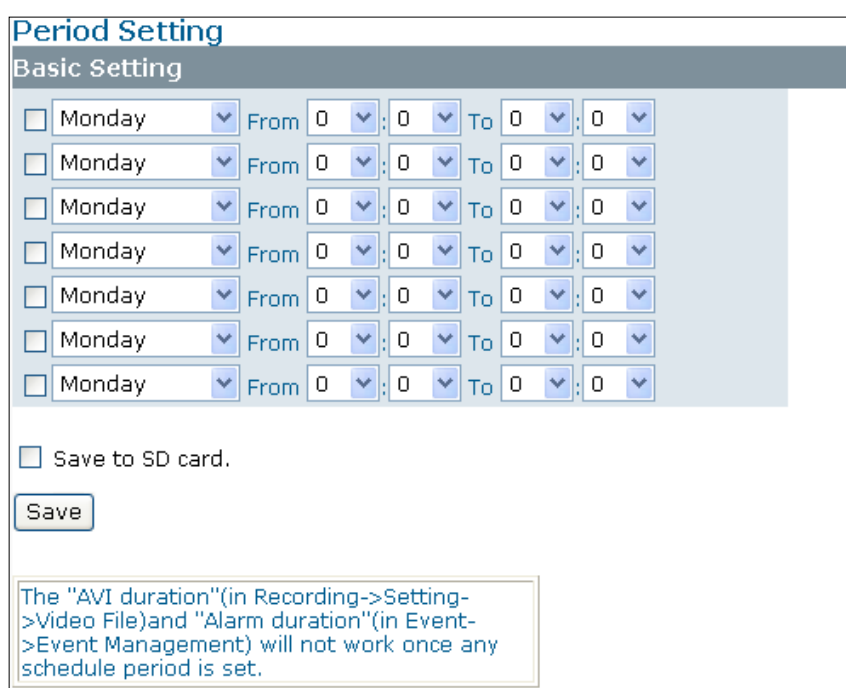 Period Setting
Basic Setting
Monday From 0 : 0 To 0 : 0
Monday From 0 : 0 To 0 : 0
Monday From 0 : 0 To 0 : 0
Monday From 0 : 0 To 0 : 0
Monday From 0 : 0 To 0 : 0
Monday From 0 : 0 To 0 : 0
Monday From 0 : 0 To 0 : 0
Save to SD card.
Save
The "AVI duration"(in Recording->Setting-
>Video File)and "Alarm duration"(in Event-
>Event Management) will not work once any
schedule period is set.